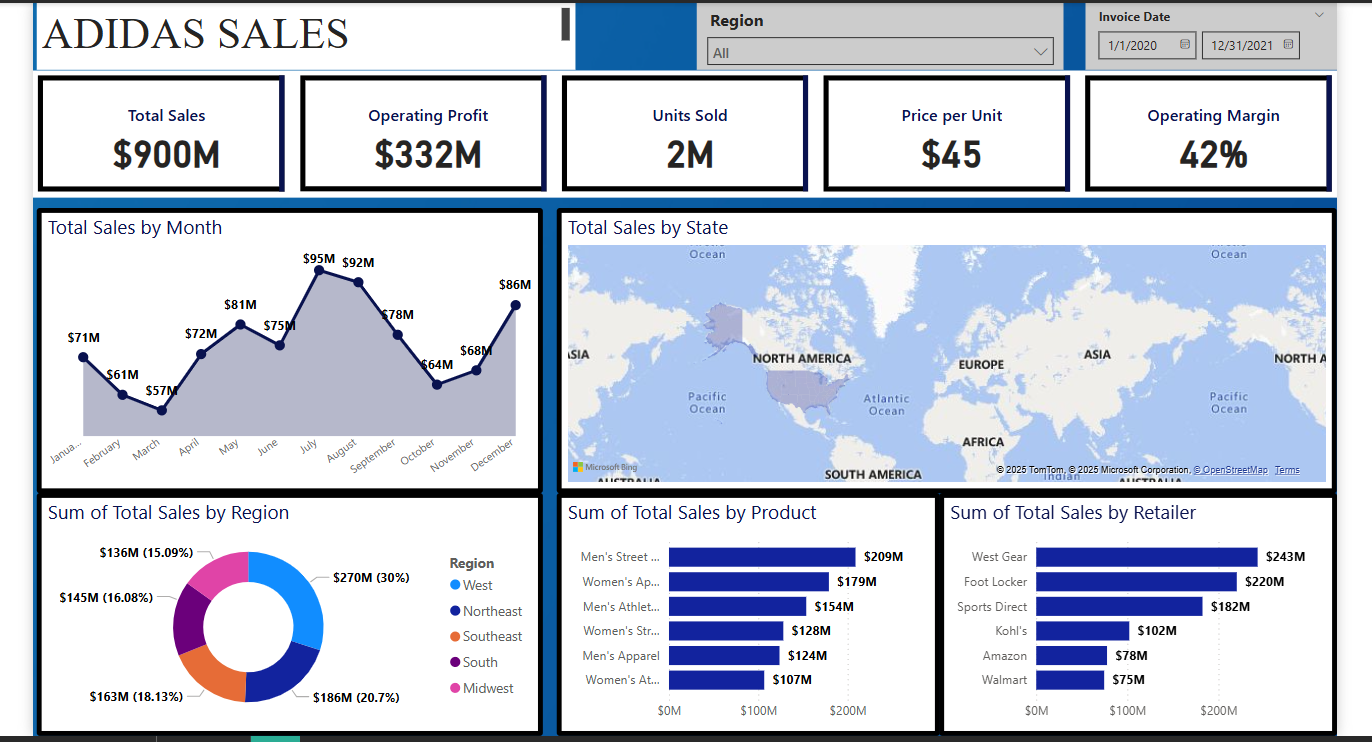 ADIDAS SALES
Region
All
Invoice Date
1/1/2020
12/31/2021
Total Sales
$900M
Operating Profit
$332M
Units Sold
2M
Price per Unit
$45
Operating Margin
42%
Total Sales by Month
$71M
$61M
$57M
$72M
$81M
$75M
$95M
$92M
$78M
$64M
$68M
$86M
Janua...
February
March
April
May
June
July
August
September
October
November
December
Total Sales by State
Ocean
Ocean
ASIA
NORTH AMERICA
EUROPE
ASIA
NORTH A
Pacific
Ocean
Atlantic
Ocean
Pacific
Ocean
AFRICA
SOUTH AMERICA
Microsoft Bing
© 2025 TomTom, © 2025 Microsoft Corporation, © OpenStreetMap Terms
AUSTRALIA
Indian
AUSTRALIA
Sum of Total Sales by Region
$136M (15.09%)
$270M (30%)
$145M (16.08%)
$163M (18.13%)
$186M (20.7%)
Region
West
Northeast
Southeast
South
Midwest
Sum of Total Sales by Product
Men's Street ... $209M
Women's Ap... $179M
Men's Athlet... $154M
Women's Str... $128M
Men's Apparel $124M
Women's At... $107M
$0M $100M $200M
Sum of Total Sales by Retailer
West Gear $243M
Foot Locker $220M
Sports Direct $182M
Kohl's $102M
Amazon $78M
Walmart $75M
$0M $100M $200M